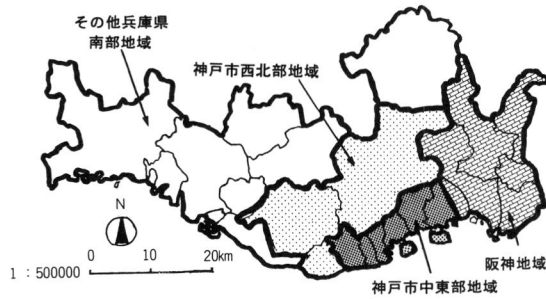 その他兵庫県
南部地域
神戸市西北部地域
N
0 10 20km
1：500000
阪神地域
神戸市中東部地域